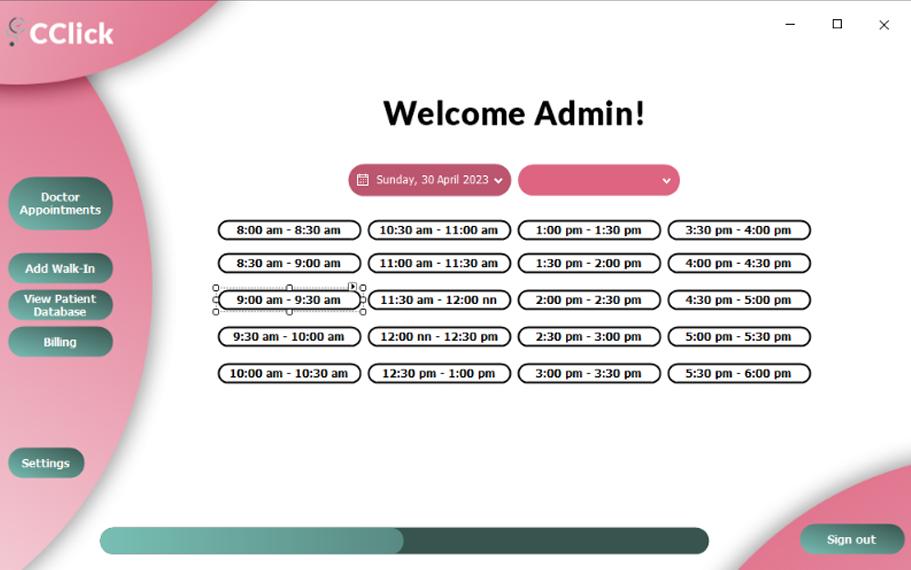 CClick
Welcome Admin!
Sunday, 30 April 2023
Doctor
Appointments
Add Walk-In
View Patient
Database
Billing
Settings
8:00 am - 8:30 am
10:30 am - 11:00 am
1:00 pm - 1:30 pm
3:30 pm - 4:00 pm
8:30 am - 9:00 am
11:00 am - 11:30 am
1:30 pm - 2:00 pm
4:00 pm - 4:30 pm
9:00 am - 9:30 am
11:30 am - 12:00 nn
2:00 pm - 2:30 pm
4:30 pm - 5:00 pm
9:30 am - 10:00 am
12:00 nn - 12:30 pm
2:30 pm - 3:00 pm
5:00 pm - 5:30 pm
10:00 am - 10:30 am
12:30 pm - 1:00 pm
3:00 pm - 3:30 pm
5:30 pm - 6:00 pm
Sign out